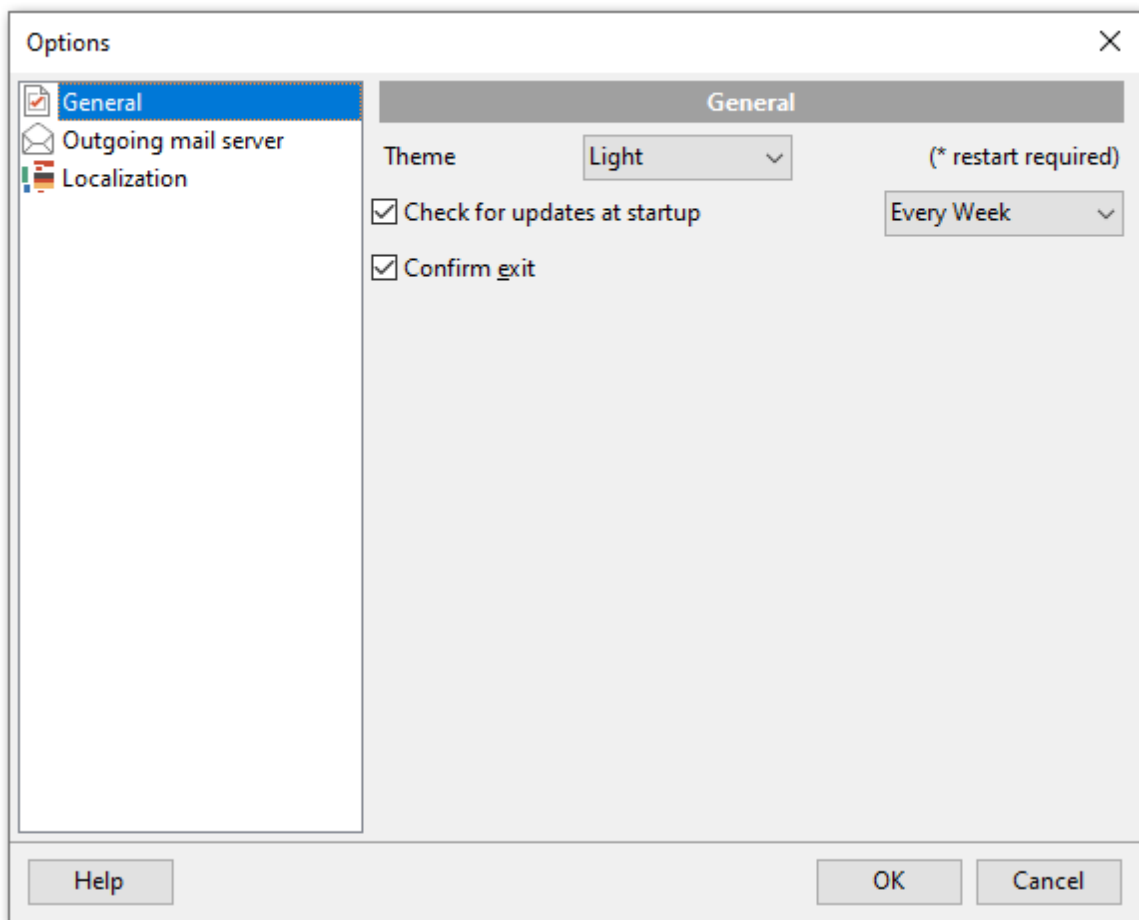 Options
General
Outgoing mail server
Localization
General
Theme Light (* restart required)
Check for updates at startup Every Week
Confirm exit
Help OK Cancel